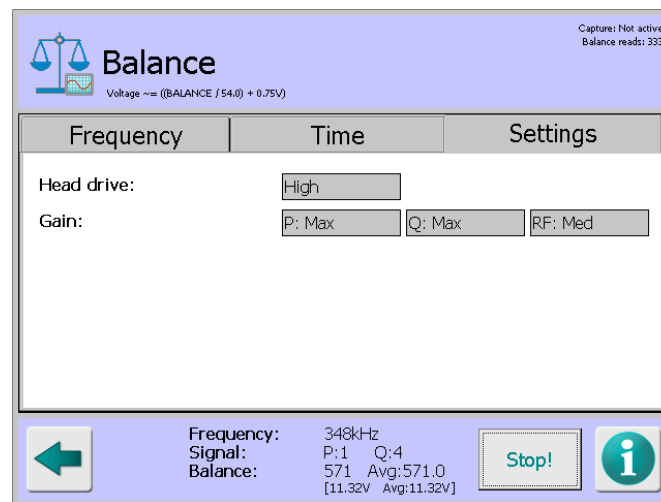 Capture: Not active
Balance reads: 333
Balance
Voltage ~= ((BALANCE / 54.0) + 0.75V)
Frequency Time Settings
Head drive: High
Gain: P: Max Q: Max RF: Med
Frequency: 348kHz
Signal: P:1 Q:4
Balance: 571 Avg:571.0
[11.32V Avg:11.32V]
Stop!